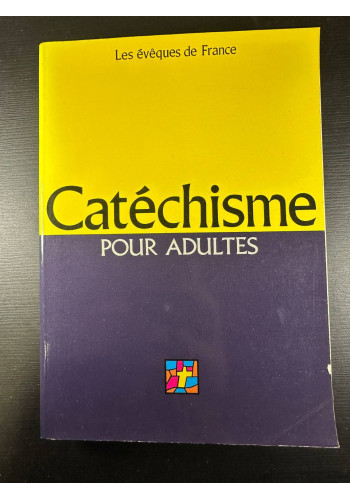 Les évêques de France
Catéchisme
POUR ADULTES